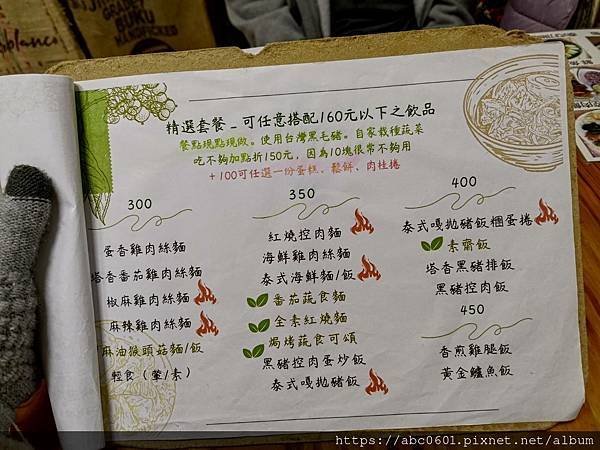 GRADEY
BUKU
HANDPICKED
精選套餐 _ 可任意搭配160元以下之飲品
餐點現點現做。使用台灣黑毛豬。自家栽種蔬菜
吃不夠加點折150元，因為10塊很常不夠用
+100可任選一份蛋糕、鬆餅、肉桂捲
300
蛋香雞肉絲麵
塔香番茄雞肉絲麵
椒麻雞肉絲麵
麻辣雞肉絲麵
麻油猴頭菇麵/飯
輕食（葷/素）
350
紅燒控肉麵
海鮮雞肉絲麵
泰式海鮮麵/飯
番茄蔬食麵
全素紅燒麵
焗烤蔬食可頌
黑豬控肉蛋炒飯
泰式嘎拋豬飯
400
泰式嘎拋豬飯糰蛋捲
素齋飯
塔香黑豬排飯
黑豬控肉飯
450
香煎雞腿飯
黃金鱸魚飯
https://abc0601.pixnet.net/album